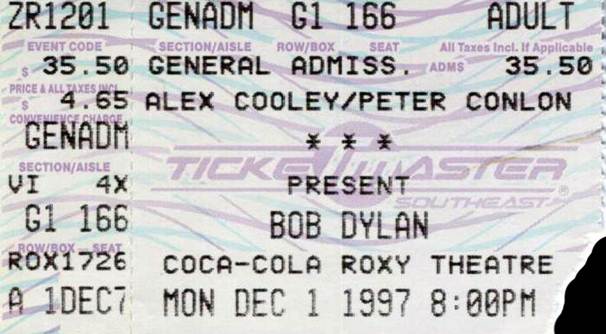 ZR1201 GENADM G1 166 ADULT
EVENT CODE SECTION/AISLE ROW/BOX SEAT All Taxes Incl. If Applicable
$ 35.50 GENERAL ADMISS. ADMS 35.50
PRICE & ALL TAXES INCL.
$ 4.65 ALEX COOLEY/PETER CONLON
CONVENIENCE CHARGE
GENADM * * *
SECTION/AISLE TICKETMASTER
VI 4X PRESENT
SOUTHEAST®
G1 166 BOB DYLAN
ROW/BOX SEAT
ROX1726 COCA-COLA ROXY THEATRE
A 1DEC7 MON DEC 1 1997 8:00PM